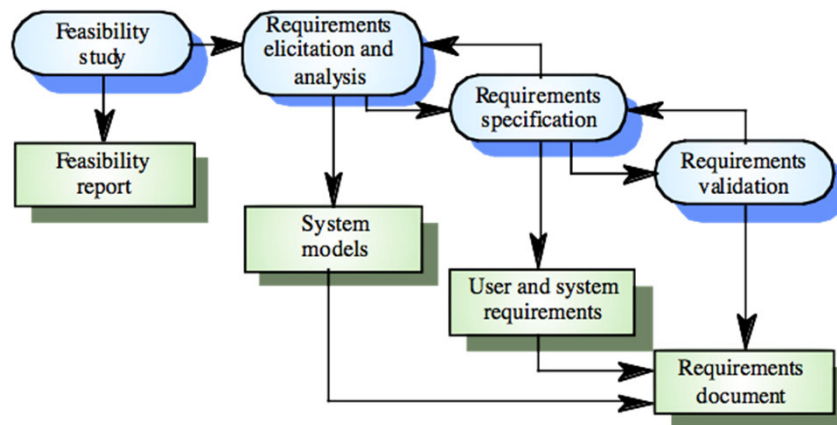 Feasibility
study
Requirements
elicitation and
analysis
Requirements
specification
Requirements
validation
Feasibility
report
System
models
User and system
requirements
Requirements
document